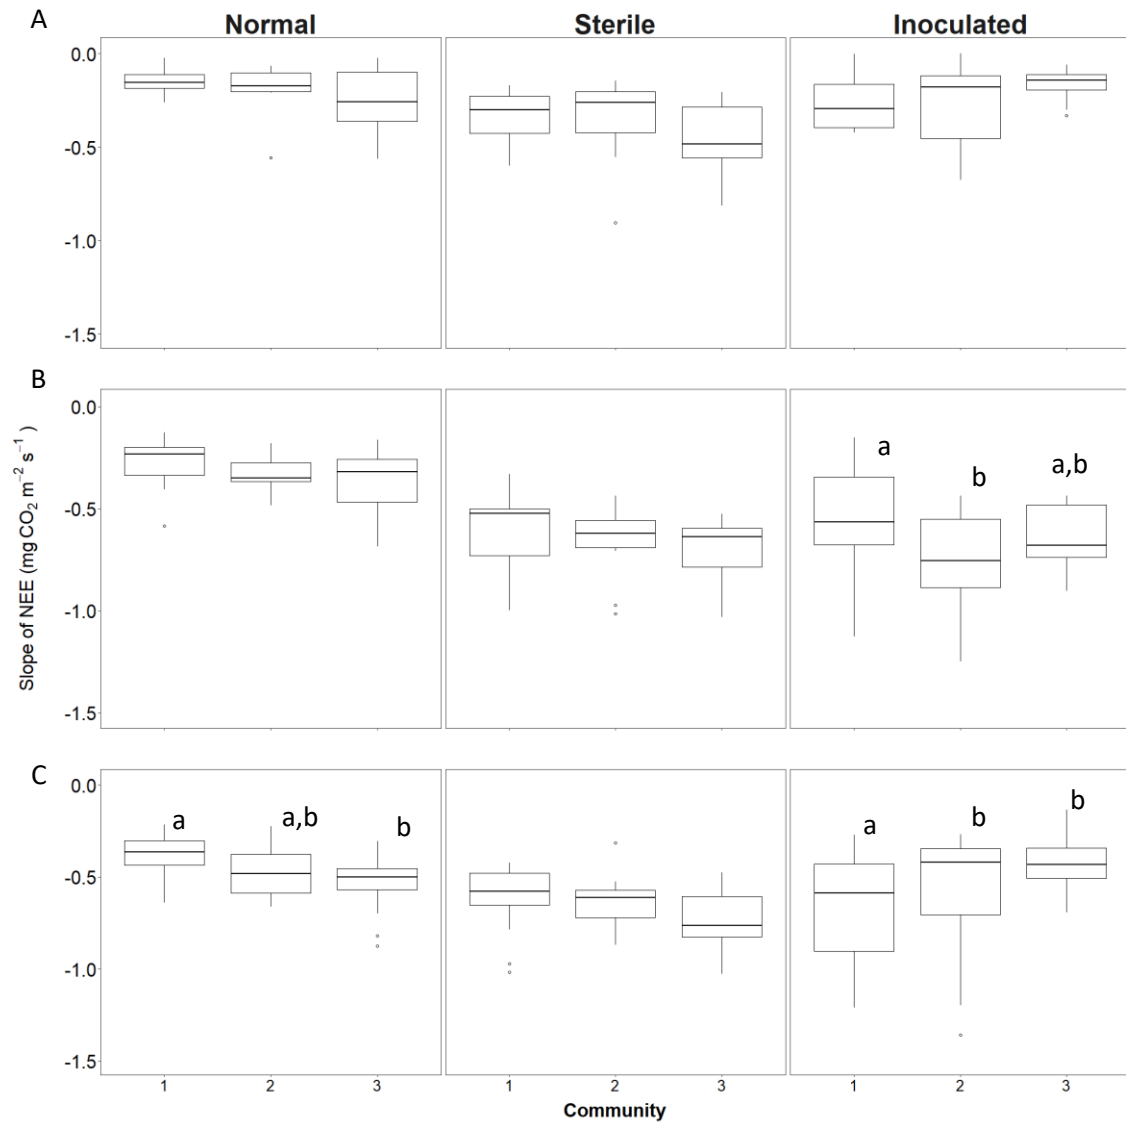 A
Normal Sterile Inoculated
0.0
-0.5
-1.0
-1.5
B
0.0
-0.5
-1.0
-1.5
a
b
a,b
Slope of NEE (mg CO₂ m⁻² s⁻¹ )
C
0.0
-0.5
-1.0
-1.5
a
a,b
b
a
b
b
1 2 3 1 2 3 1 2 3
Community